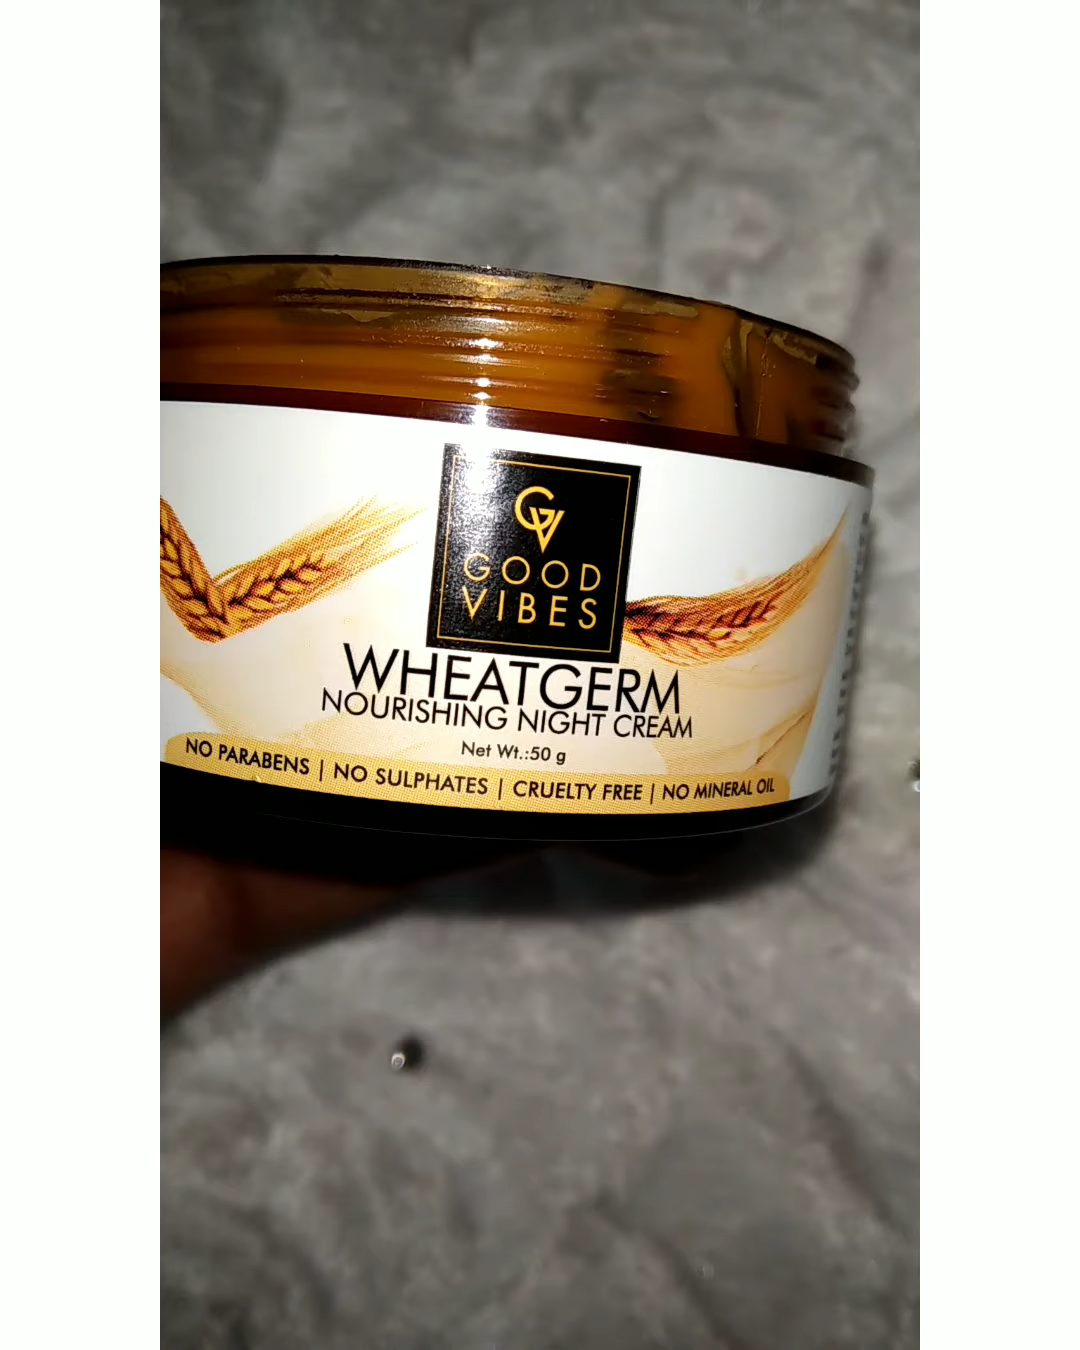 GV
GOOD
VIBES
WHEATGERM
NOURISHING NIGHT CREAM
Net Wt.:50 g
NO PARABENS | NO SULPHATES | CRUELTY FREE | NO MINERAL OIL